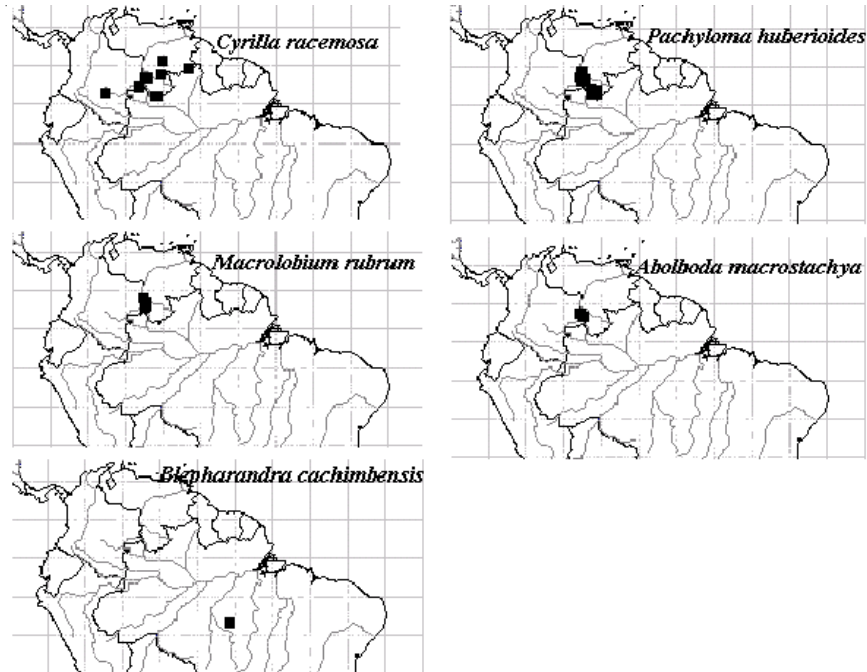 Cyrilla racemosa
Pachyloma huberioides
Macrolobium rubrum
Abolboda macrostachya
Blepharandra cachimbensis